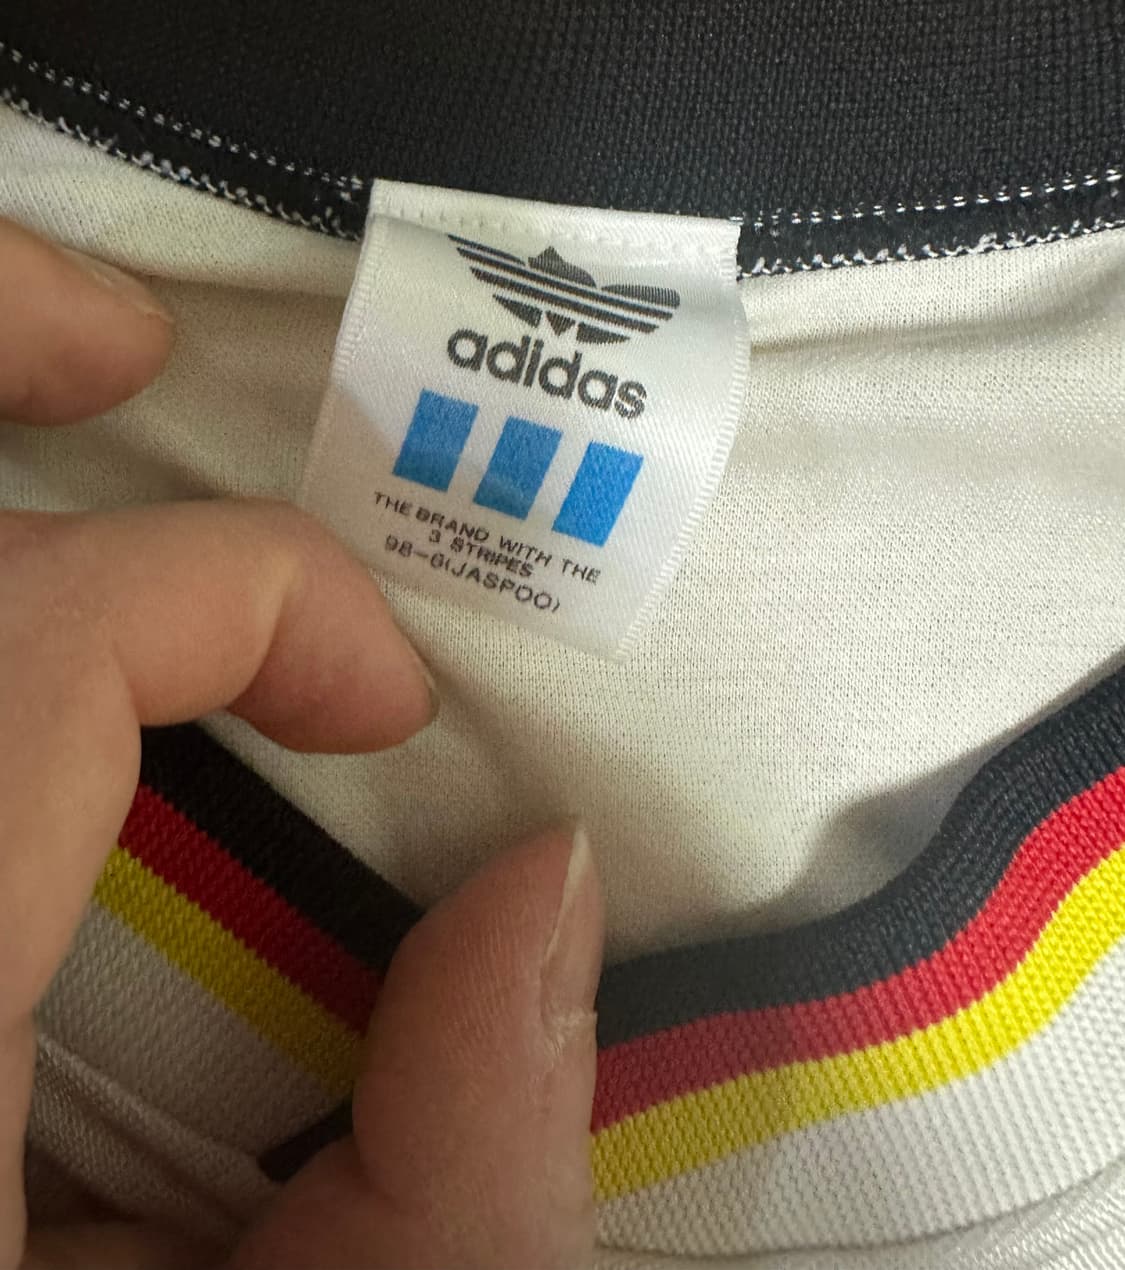 adidas
THE BRAND WITH THE
3 STRIPES
98-6(JASPOO)